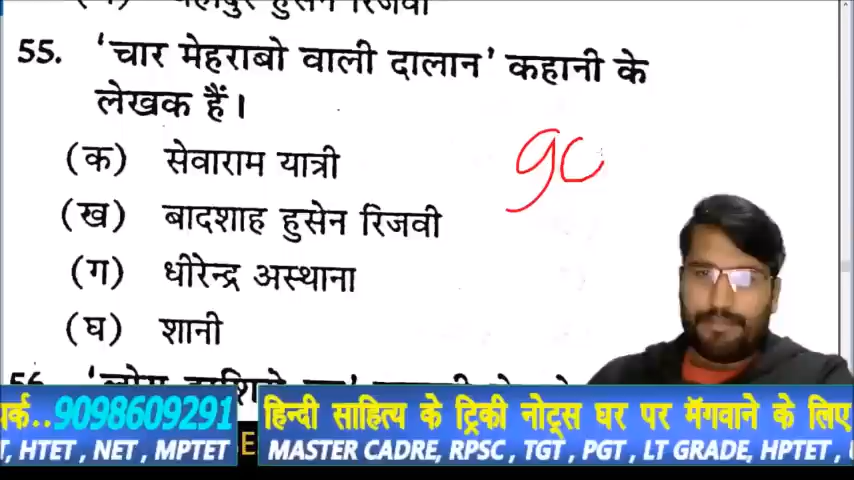 55. 'चार मेहराबो वाली दालान' कहानी के
लेखक हैं।
(क) सेवाराम यात्री
(ख) बादशाह हुसेन रिजवी
(ग) धीरेन्द्र अस्थाना
(घ) शानी
र्क..9098609291 हिन्दी साहित्य के ट्रिकी नोट्स घर पर मॅगवाने के लिए
T, HTET , NET , MPTET MASTER CADRE, RPSC , TGT , PGT , LT GRADE, HPTET ,